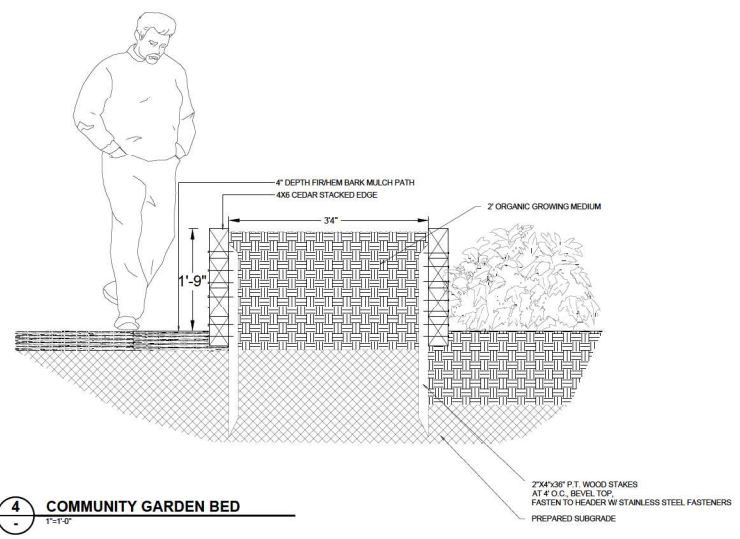 4" DEPTH FIR/HEM BARK MULCH PATH
4X6 CEDAR STACKED EDGE
2' ORGANIC GROWING MEDIUM
3'4"
1'-9"
2"X4"x36" P.T. WOOD STAKES
AT 4' O.C., BEVEL TOP,
FASTEN TO HEADER W/ STAINLESS STEEL FASTENERS
PREPARED SUBGRADE
4
-
COMMUNITY GARDEN BED
1"=1'-0"